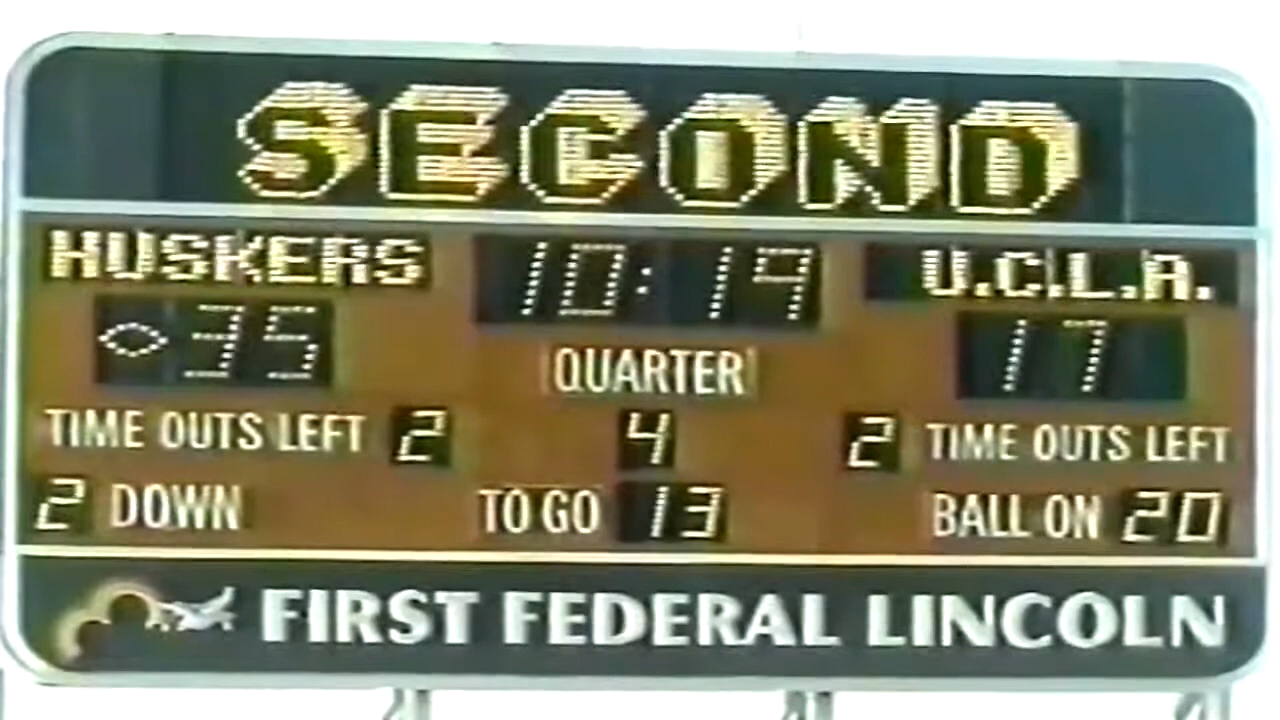 SECOND
HUSKERS 10:19 U.C.L.A.
35 QUARTER 17
TIME OUTS LEFT 2 4 2 TIME OUTS LEFT
2 DOWN TO GO 13 BALL ON 20
FIRST FEDERAL LINCOLN